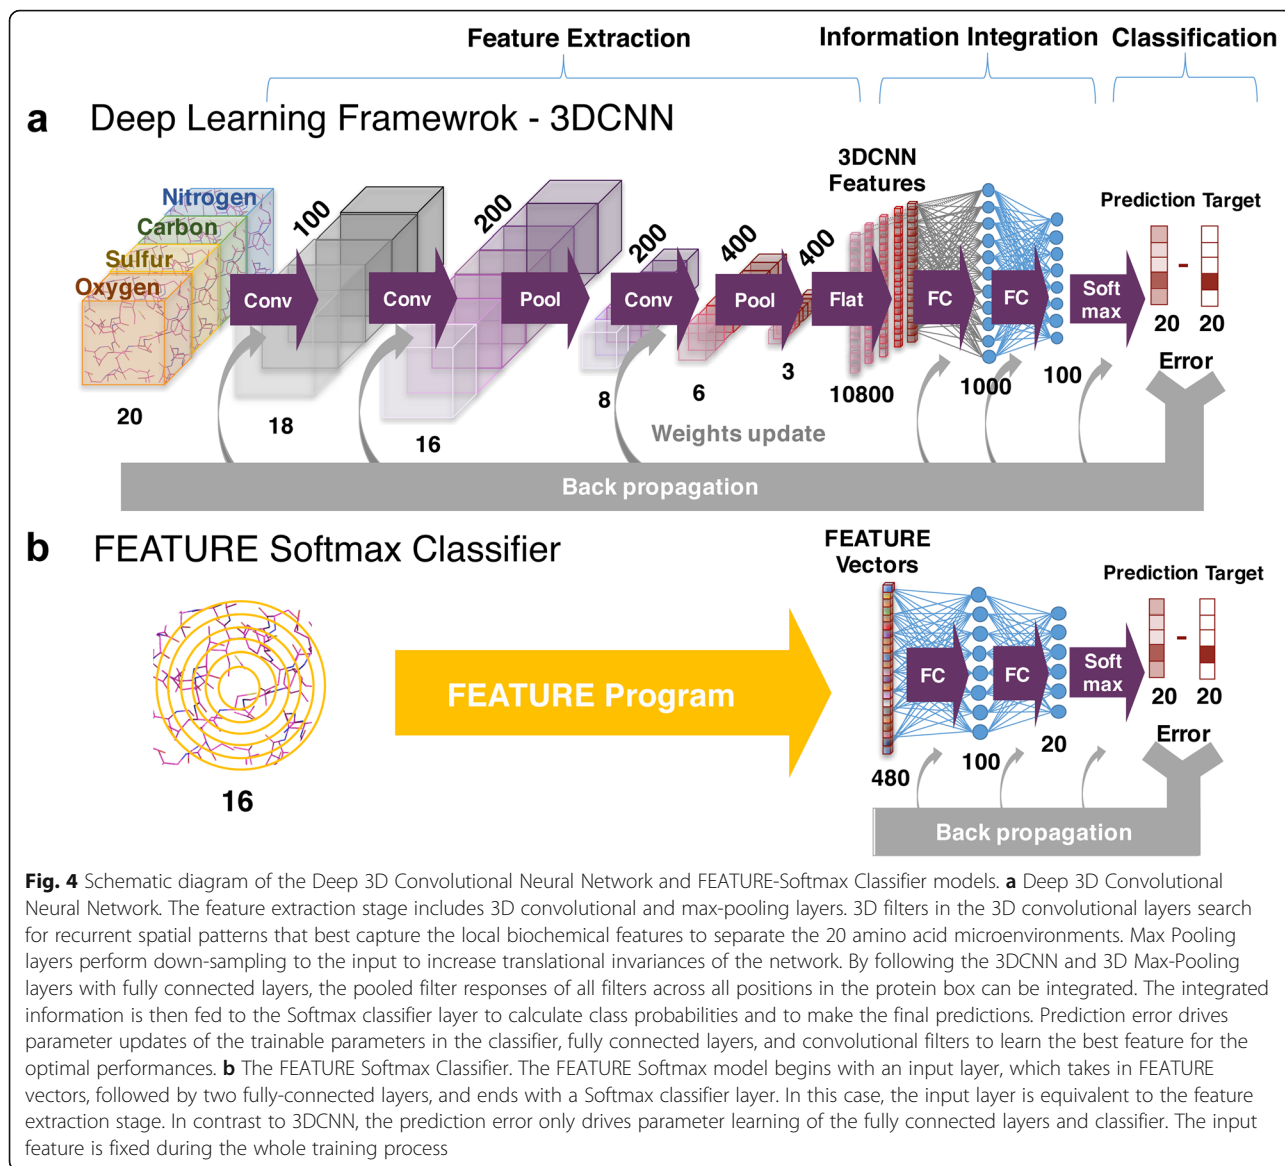 Feature Extraction
Information Integration
Classification
a Deep Learning Framewrok - 3DCNN
3DCNN
Features
Nitrogen
Carbon
Sulfur
Oxygen
100
200
200
400
400
Conv
Conv
Pool
Conv
Pool
Flat
FC
FC
Soft
max
Prediction Target
-
20
20
20
18
16
8
6
3
10800
1000
100
Error
Weights update
Back propagation
b FEATURE Softmax Classifier
FEATURE
Vectors
Prediction Target
-
FEATURE Program
FC
FC
Soft
max
20
20
16
480
100
20
Error
Back propagation
Fig. 4 Schematic diagram of the Deep 3D Convolutional Neural Network and FEATURE-Softmax Classifier models. a Deep 3D Convolutional
Neural Network. The feature extraction stage includes 3D convolutional and max-pooling layers. 3D filters in the 3D convolutional layers search
for recurrent spatial patterns that best capture the local biochemical features to separate the 20 amino acid microenvironments. Max Pooling
layers perform down-sampling to the input to increase translational invariances of the network. By following the 3DCNN and 3D Max-Pooling
layers with fully connected layers, the pooled filter responses of all filters across all positions in the protein box can be integrated. The integrated
information is then fed to the Softmax classifier layer to calculate class probabilities and to make the final predictions. Prediction error drives
parameter updates of the trainable parameters in the classifier, fully connected layers, and convolutional filters to learn the best feature for the
optimal performances. b The FEATURE Softmax Classifier. The FEATURE Softmax model begins with an input layer, which takes in FEATURE
vectors, followed by two fully-connected layers, and ends with a Softmax classifier layer. In this case, the input layer is equivalent to the feature
extraction stage. In contrast to 3DCNN, the prediction error only drives parameter learning of the fully connected layers and classifier. The input
feature is fixed during the whole training process